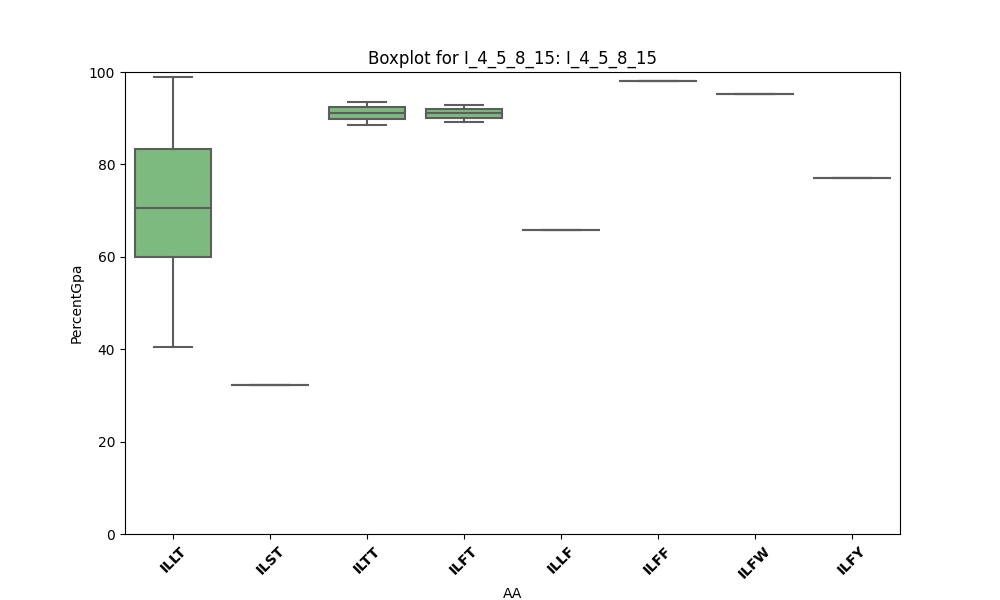 Boxplot for I_4_5_8_15: I_4_5_8_15
100
80
60
40
20
0
PercentGpa
ILLT
ILST
ILTT
ILFT
ILLF
ILFF
ILFW
ILFY
AA